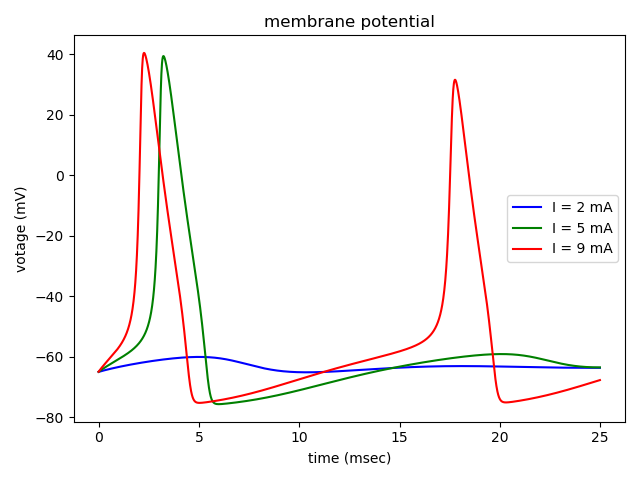 membrane potential
40
20
0
−20
−40
−60
−80
votage (mV)
I = 2 mA
I = 5 mA
I = 9 mA
0 5 10 15 20 25
time (msec)